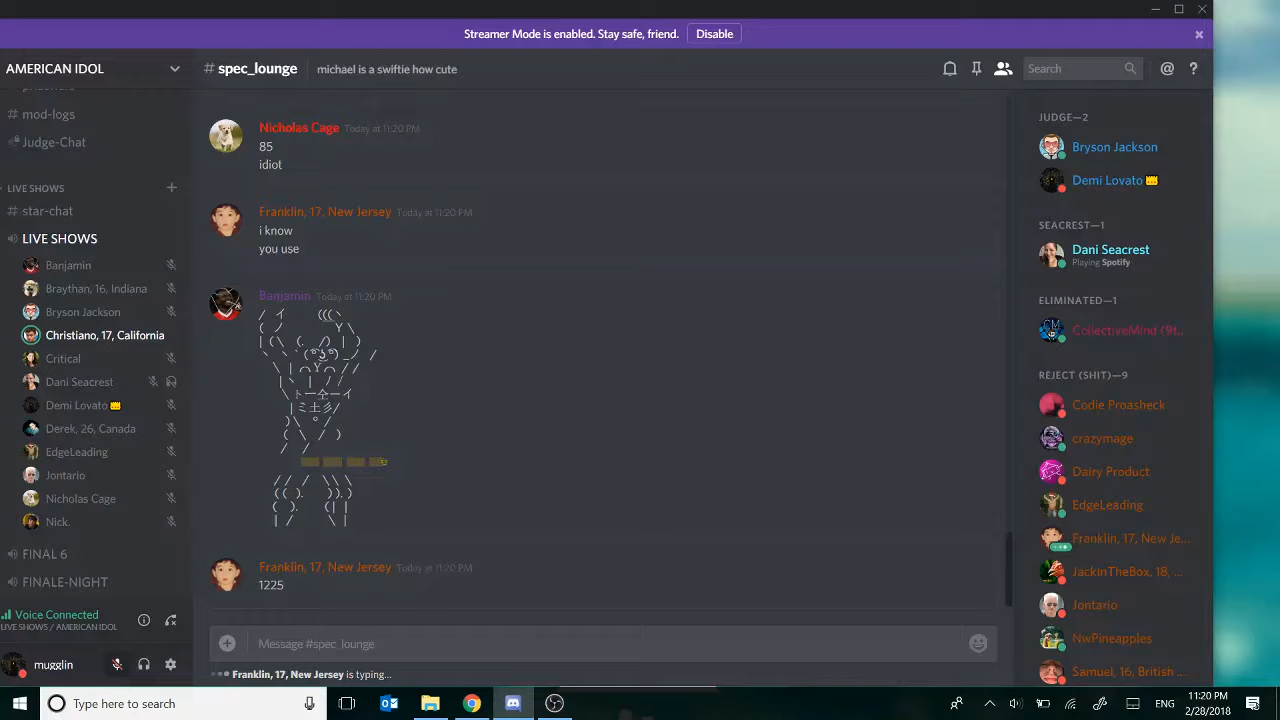 Streamer Mode is enabled. Stay safe, friend. Disable
AMERICAN IDOL
# spec_lounge michael is a swiftie how cute
Search
# mod-logs
Judge-Chat
LIVE SHOWS
# star-chat
LIVE SHOWS
Banjamin
Braythan, 16, Indiana
Bryson Jackson
Christiano, 17, California
Critical
Dani Seacrest
Demi Lovato
Derek, 26, Canada
EdgeLeading
Jontario
Nicholas Cage
Nick.
FINAL 6
FINALE-NIGHT
Voice Connected
LIVE SHOWS / AMERICAN IDOL
mugglin
Nicholas Cage Today at 11:20 PM
85
idiot
Franklin, 17, New Jersey Today at 11:20 PM
i know
you use
Banjamin Today at 11:20 PM
Franklin, 17, New Jersey Today at 11:20 PM
1225
Message #spec_lounge
Franklin, 17, New Jersey is typing...
JUDGE—2
Bryson Jackson
Demi Lovato
SEACREST—1
Dani Seacrest
Playing Spotify
ELIMINATED—1
CollectiveMind (9t...
REJECT (SHIT)—9
Codie Proasheck
crazymage
Dairy Product
EdgeLeading
Franklin, 17, New Je...
JackInTheBox, 18, ...
Jontario
NwPineapples
Samuel, 16, British ...
Type here to search
ENG
11:20 PM
2/28/2018